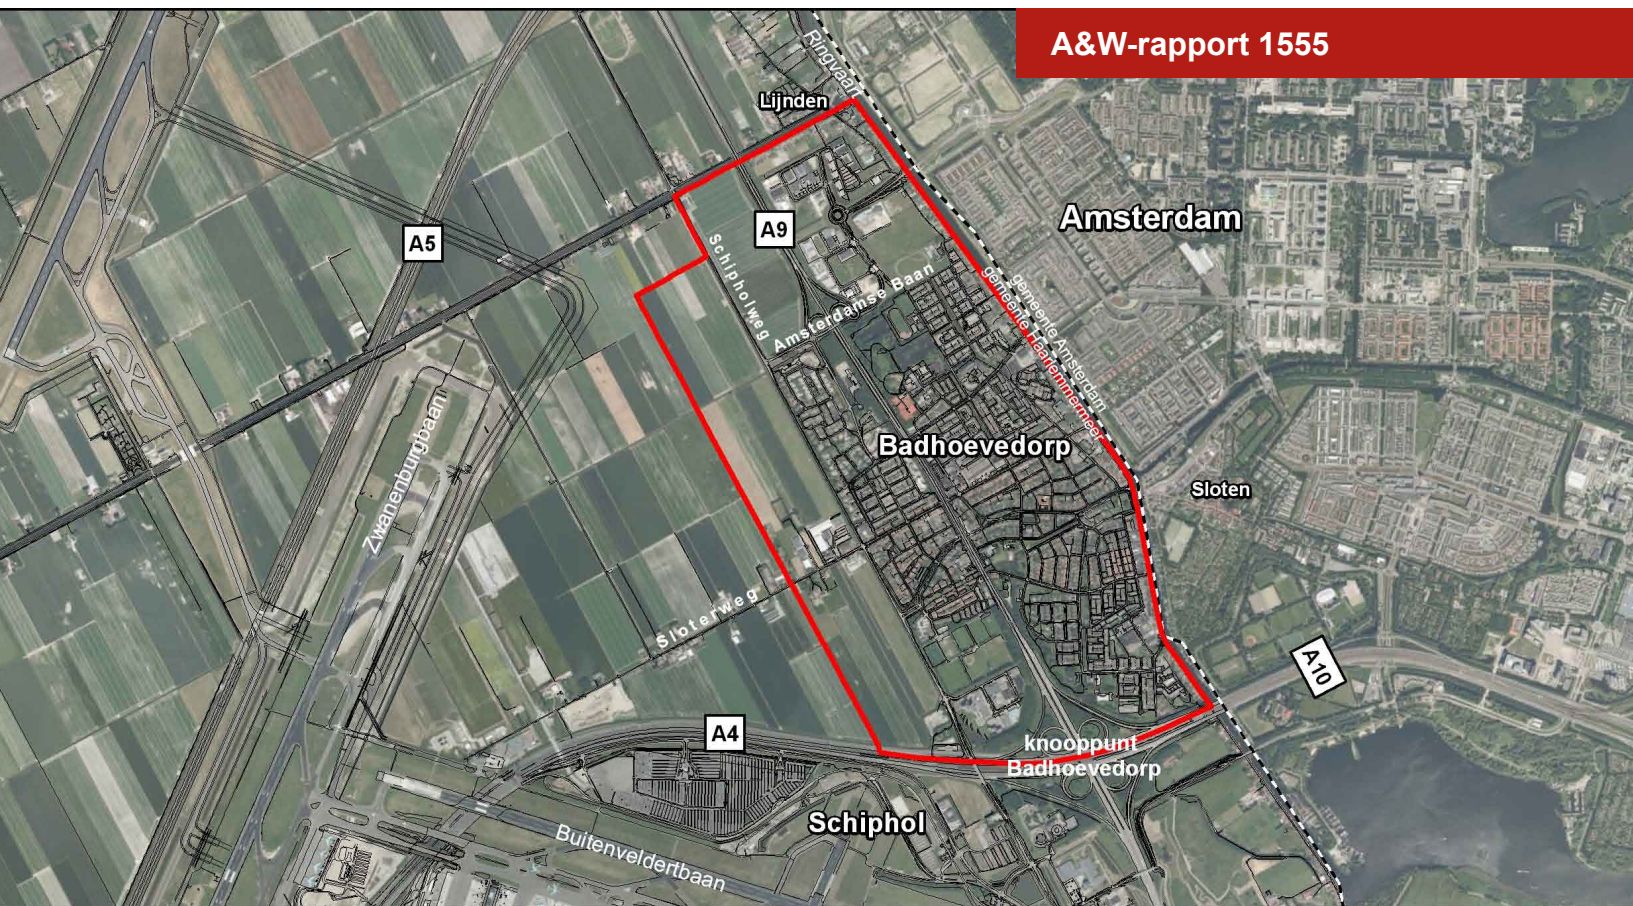 A&W-rapport 1555
Ringvaart
Lijnden
Amsterdam
A5
A9
Schipholweg
Amsterdamse Baan
gemeente Amsterdam
gemeente Haarlemmermeer
Zwanenburgbaan
Badhoevedorp
Sloten
Sloterweg
A10
A4
knooppunt
Badhoevedorp
Schiphol
Buitenveldertbaan